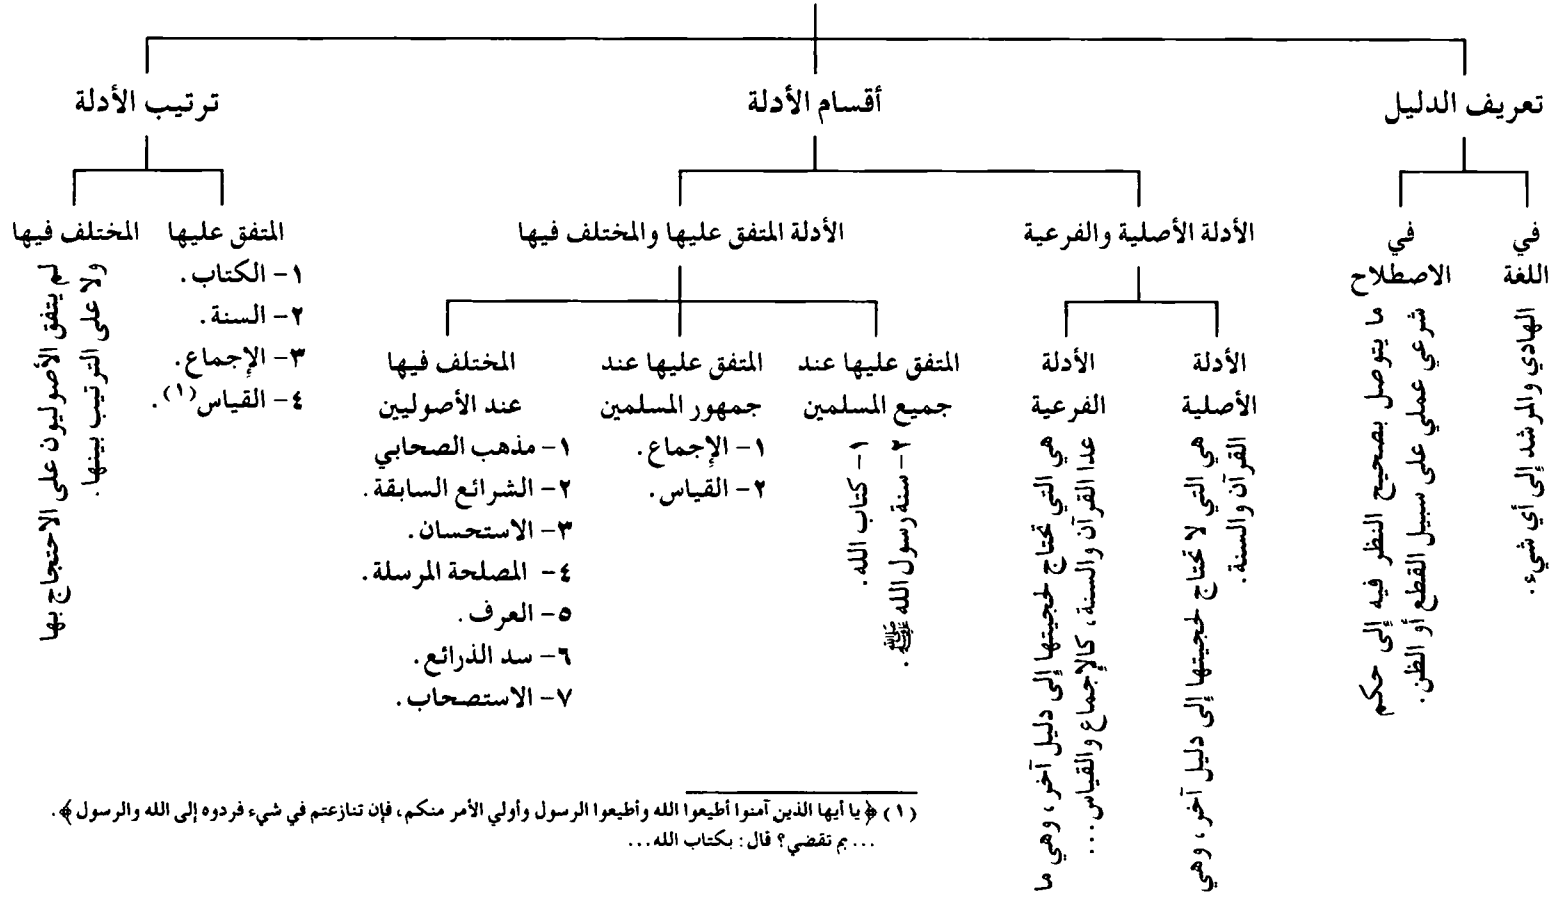 تعريف الدليل
في
اللغة
الهادي والمرشد إلى أي شيء.
في
الاصطلاح
ما يتوصل بصحيح النظر فيه إلى حكم
شرعي عملي على سبيل القطع أو الظن.
أقسام الأدلة
الأدلة الأصلية والفرعية
الأدلة
الأصلية
هي التي لا تحتاج لحجيتها إلى دليل آخر، وهي
القرآن والسنة.
الأدلة
الفرعية
هي التي تحتاج لحجيتها إلى دليل آخر، وهي ما
عدا القرآن والسنة، كالإجماع والقياس...
الأدلة المتفق عليها والمختلف فيها
المتفق عليها عند
جميع المسلمين
١- كتاب الله.
٢- سنة رسول الله ﷺ.
المتفق عليها عند
جمهور المسلمين
١- الإجماع.
٢- القياس.
المختلف فيها
عند الأصوليين
١- مذهب الصحابي
٢- الشرائع السابقة.
٣- الاستحسان.
٤- المصلحة المرسلة.
٥- العرف.
٦- سد الذرائع.
٧- الاستصحاب.
ترتيب الأدلة
المتفق عليها
١- الكتاب.
٢- السنة.
٣- الإجماع.
٤- القياس(١).
المختلف فيها
لم يتفق الأصوليون على الاحتجاج بها
ولا على الترتيب بينها.
(١) ﴿يا أيها الذين آمنوا أطيعوا الله وأطيعوا الرسول وأولي الأمر منكم، فإن تنازعتم في شيء فردوه إلى الله والرسول﴾.
...بم تقضي؟ قال: بكتاب الله...